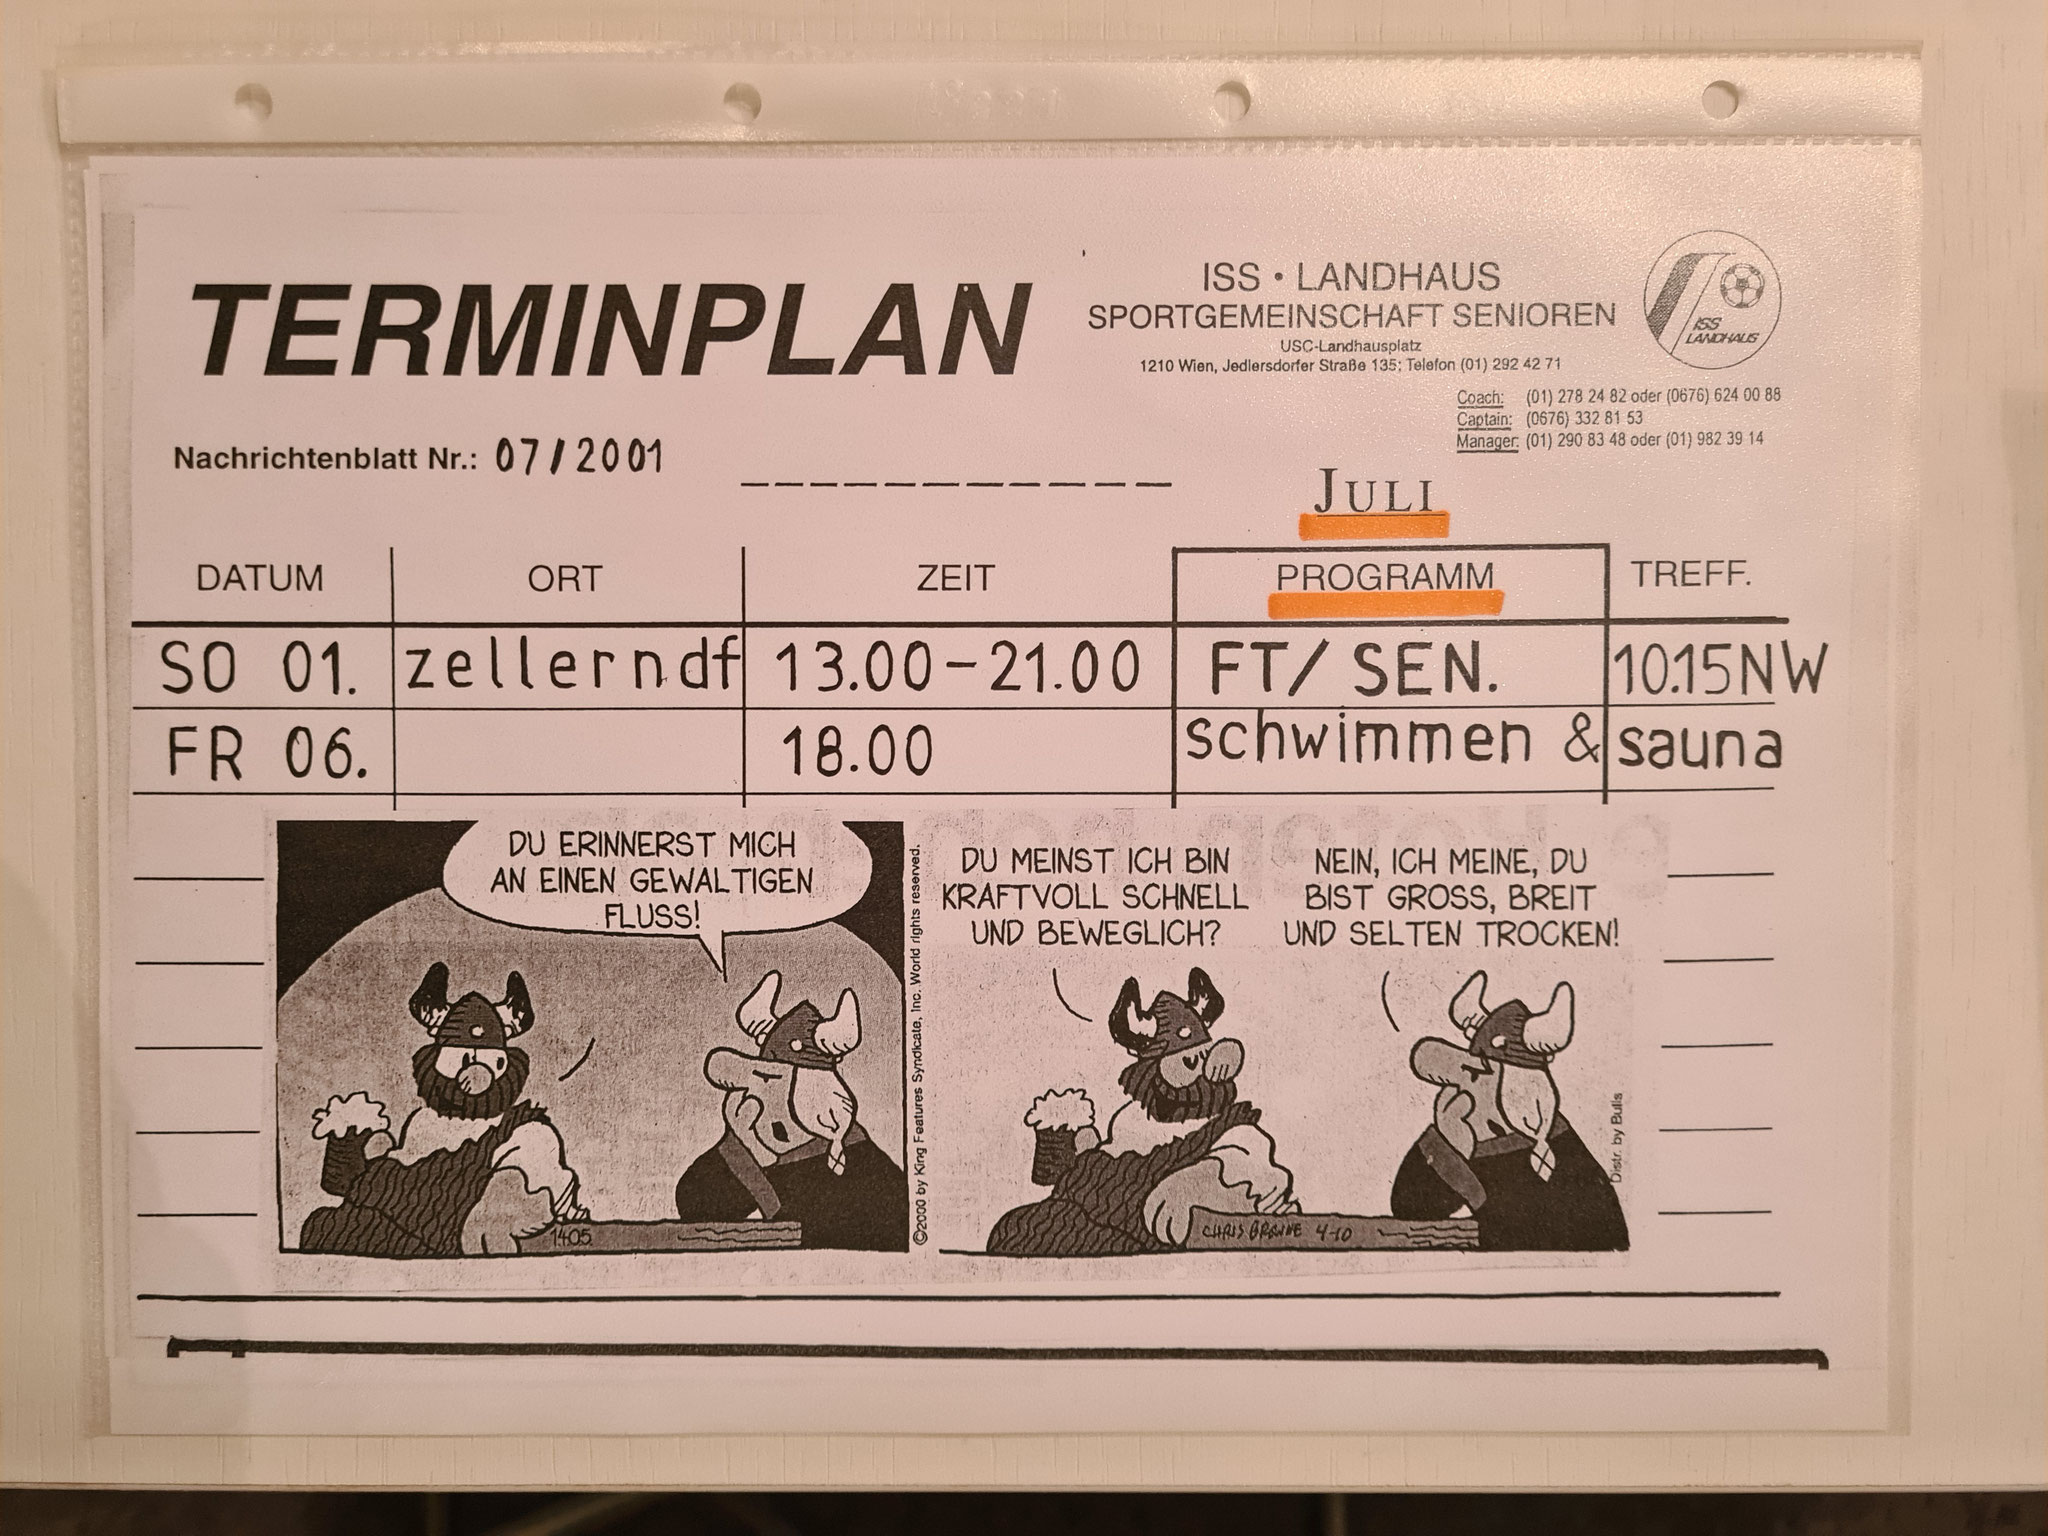 TERMINPLAN
ISS • LANDHAUS
SPORTGEMEINSCHAFT SENIOREN
USC-Landhausplatz
1210 Wien, Jedlersdorfer Straße 135; Telefon (01) 292 42 71
ISS
LANDHAUS
Coach: (01) 278 24 82 oder (0676) 624 00 88
Captain: (0676) 332 81 53
Manager: (01) 290 83 48 oder (01) 982 39 14
Nachrichtenblatt Nr.: 07/2001
JULI
DATUM ORT ZEIT PROGRAMM TREFF.
SO 01. zellerndf 13.00-21.00 FT/SEN. 10.15NW
FR 06. 18.00 schwimmen & sauna
DU ERINNERST MICH
AN EINEN GEWALTIGEN
FLUSS!
©2000 by King Features Syndicate, Inc. World rights reserved.
DU MEINST ICH BIN
KRAFTVOLL SCHNELL
UND BEWEGLICH?
NEIN, ICH MEINE, DU
BIST GROSS, BREIT
UND SELTEN TROCKEN!
Distr. by Bulls
1405.
CHRIS BROWNE 4-10